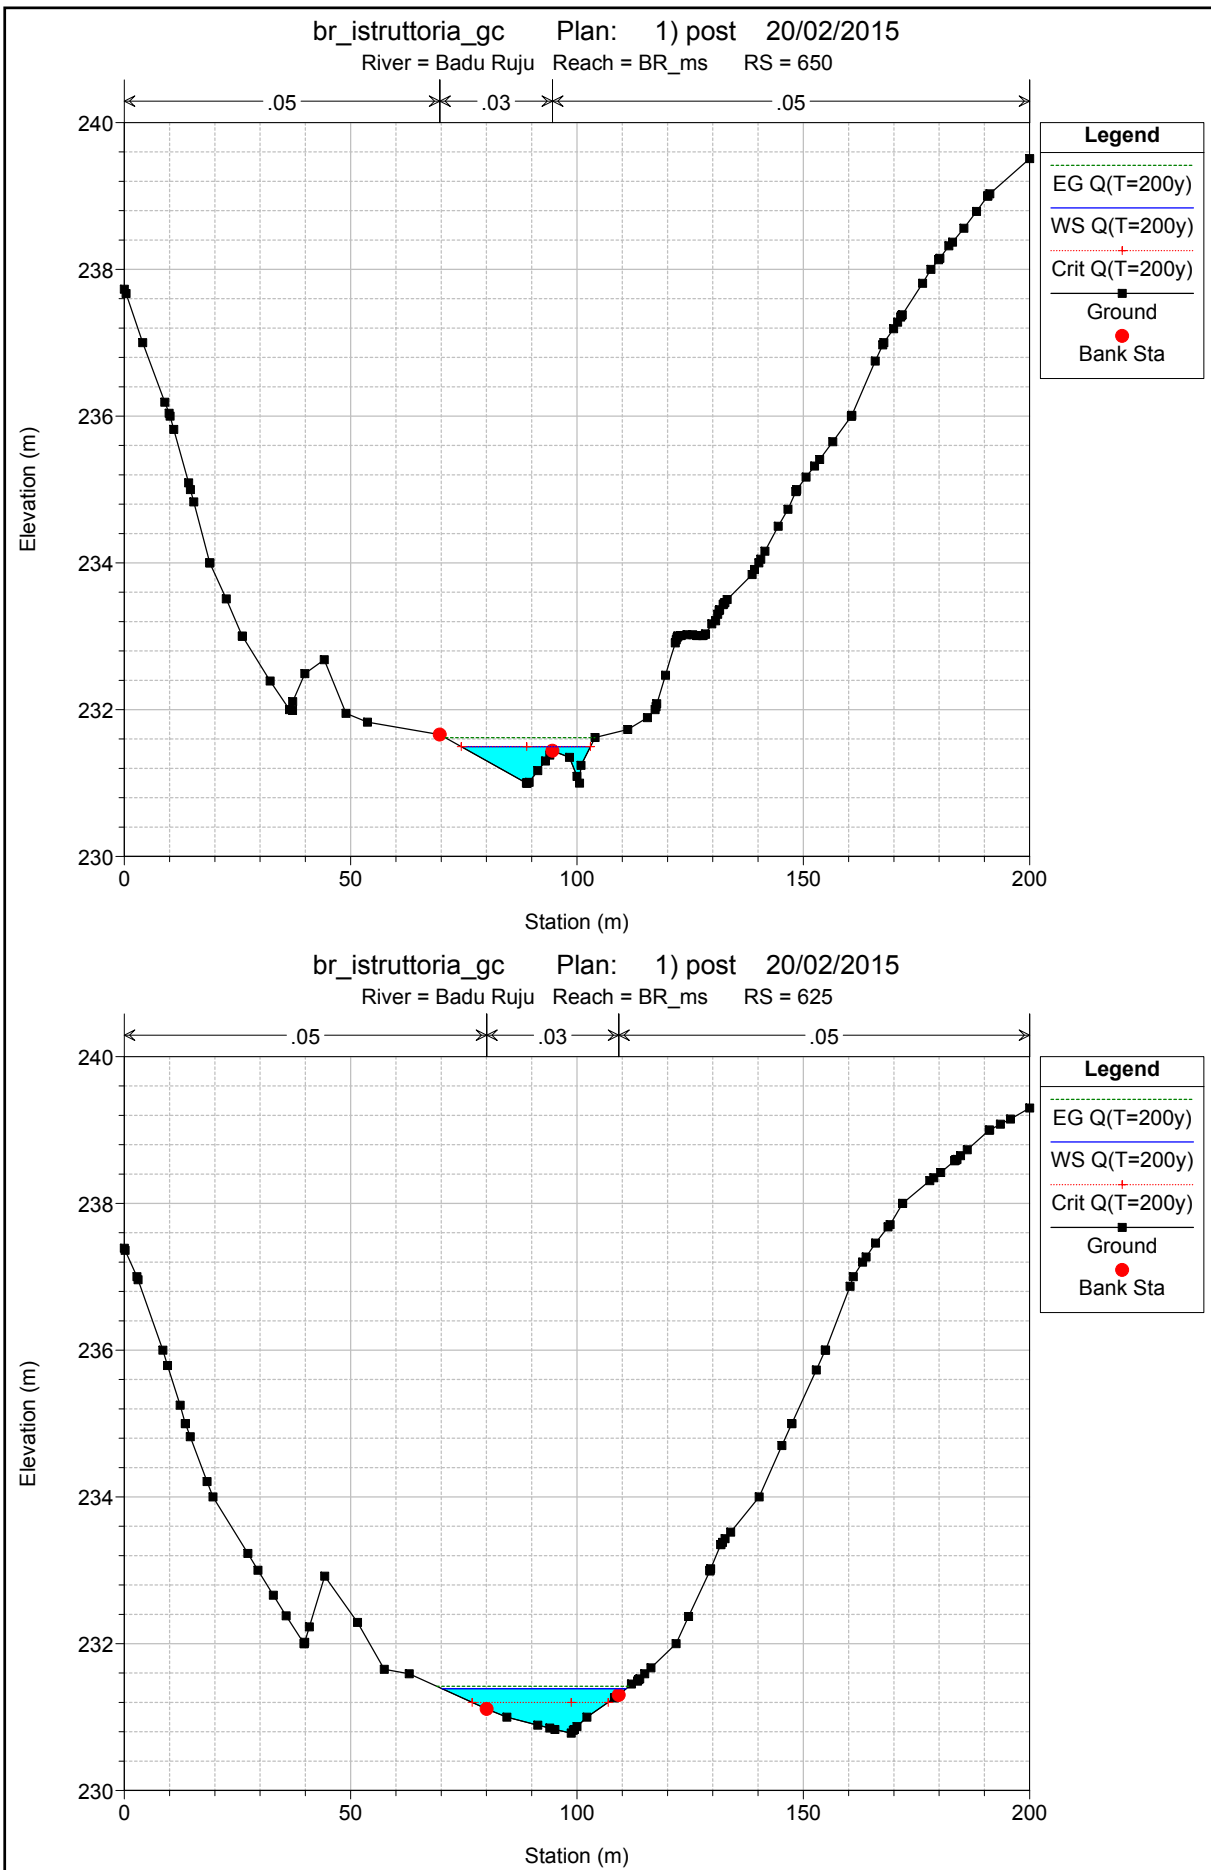 br_istruttoria_gc Plan: 1) post 20/02/2015
River = Badu Ruju Reach = BR_ms RS = 650
.05 .03 .05
240
238
236
234
232
230
Elevation (m)
0 50 100 150 200
Station (m)
Legend
EG Q(T=200y)
WS Q(T=200y)
Crit Q(T=200y)
Ground
Bank Sta
br_istruttoria_gc Plan: 1) post 20/02/2015
River = Badu Ruju Reach = BR_ms RS = 625
.05 .03 .05
240
238
236
234
232
230
Elevation (m)
0 50 100 150 200
Station (m)
Legend
EG Q(T=200y)
WS Q(T=200y)
Crit Q(T=200y)
Ground
Bank Sta